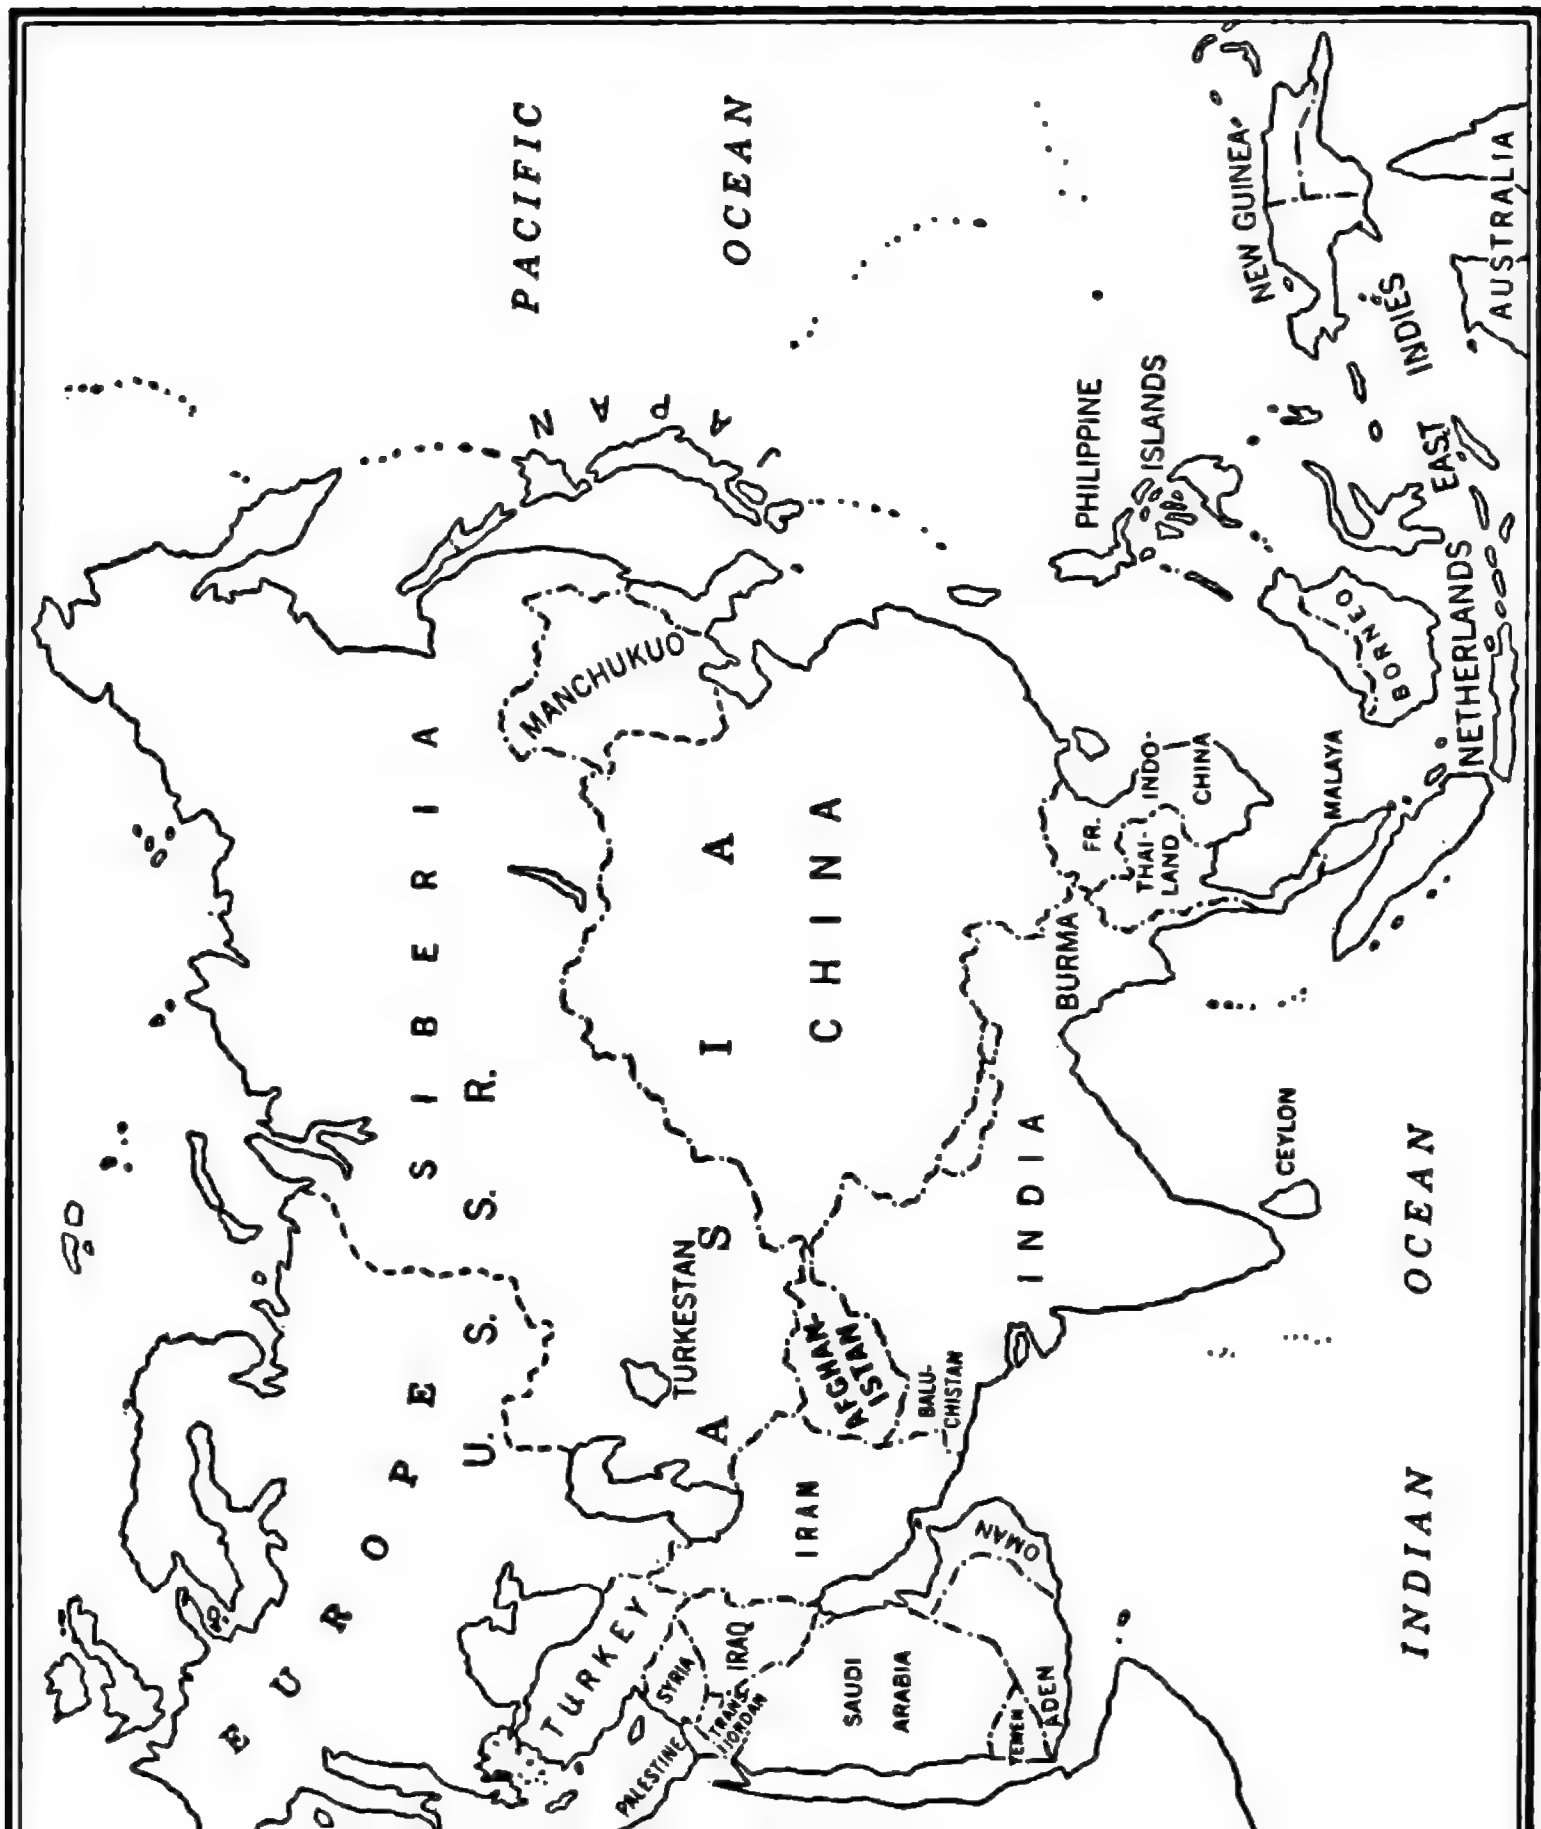 PACIFIC
OCEAN
JAPAN
SIBERIA
MANCHUKUO
EUROPE
U. S. S. R.
ASIA
CHINA
TURKESTAN
AFGHAN-
ISTAN
BALU-
CHISTAN
IRAN
TURKEY
SYRIA
IRAQ
TRANS-
JORDAN
PALESTINE
SAUDI
ARABIA
YEMEN
ADEN
OMAN
INDIA
CEYLON
BURMA
FR.
INDO-
CHINA
THAI-
LAND
MALAYA
PHILIPPINE
ISLANDS
BORNEO
NETHERLANDS
EAST
INDIES
NEW GUINEA
AUSTRALIA
INDIAN
OCEAN